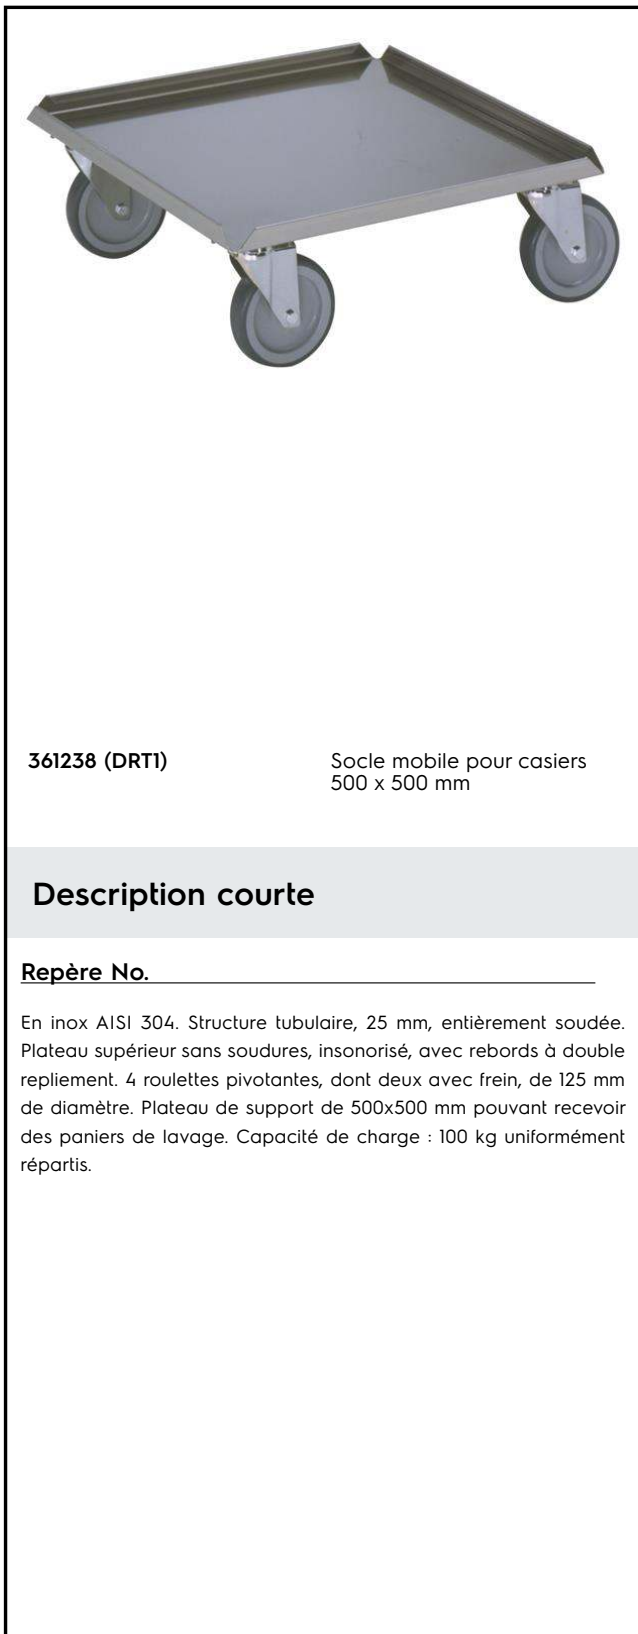 361238 (DRT1)
Socle mobile pour casiers
500 x 500 mm
Description courte
Repère No.
En inox AISI 304. Structure tubulaire, 25 mm, entièrement soudée.
Plateau supérieur sans soudures, insonorisé, avec rebords à double
repliement. 4 roulettes pivotantes, dont deux avec frein, de 125 mm
de diamètre. Plateau de support de 500x500 mm pouvant recevoir
des paniers de lavage. Capacité de charge : 100 kg uniformément
répartis.